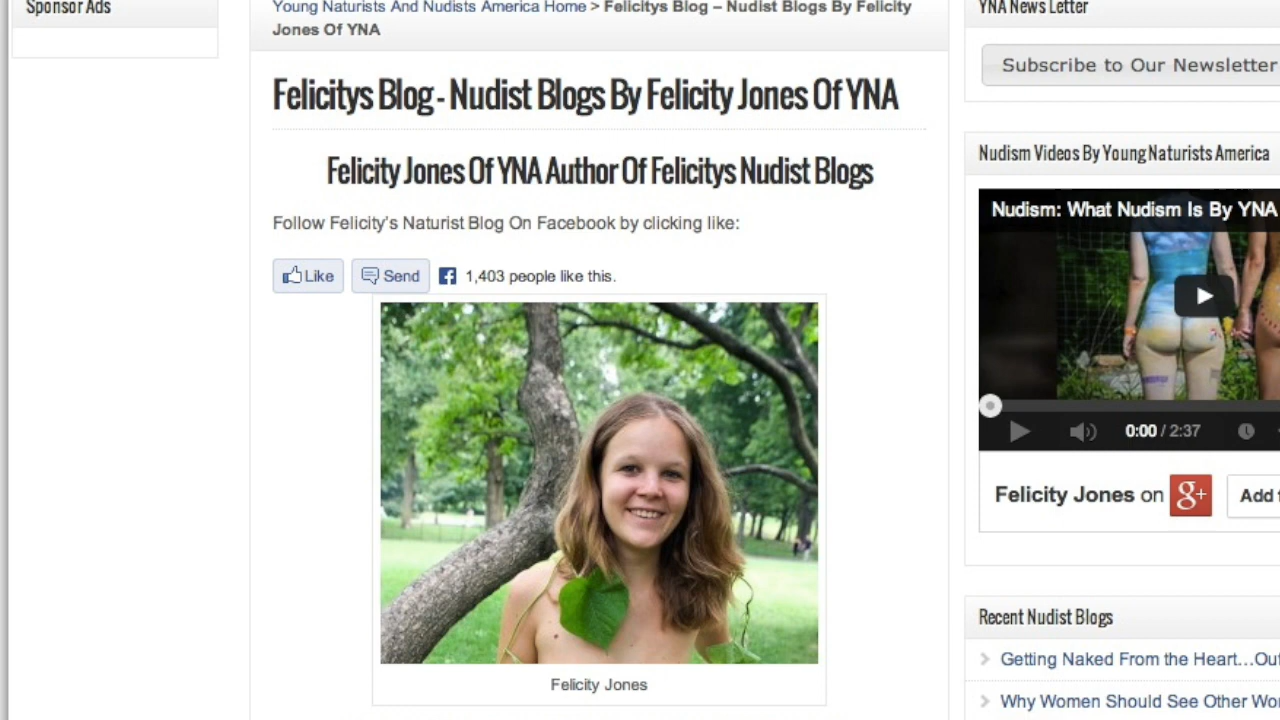 Sponsor Ads
Young Naturists And Nudists America Home > Felicitys Blog – Nudist Blogs By Felicity
Jones Of YNA
Felicitys Blog - Nudist Blogs By Felicity Jones Of YNA
Felicity Jones Of YNA Author Of Felicitys Nudist Blogs
Follow Felicity's Naturist Blog On Facebook by clicking like:
Like
Send
1,403 people like this.
Felicity Jones
YNA News Letter
Subscribe to Our Newsletter
Nudism Videos By Young Naturists America
Nudism: What Nudism Is By YNA
0:00 / 2:37
Felicity Jones on g+
Add
Recent Nudist Blogs
Getting Naked From the Heart...Out
Why Women Should See Other